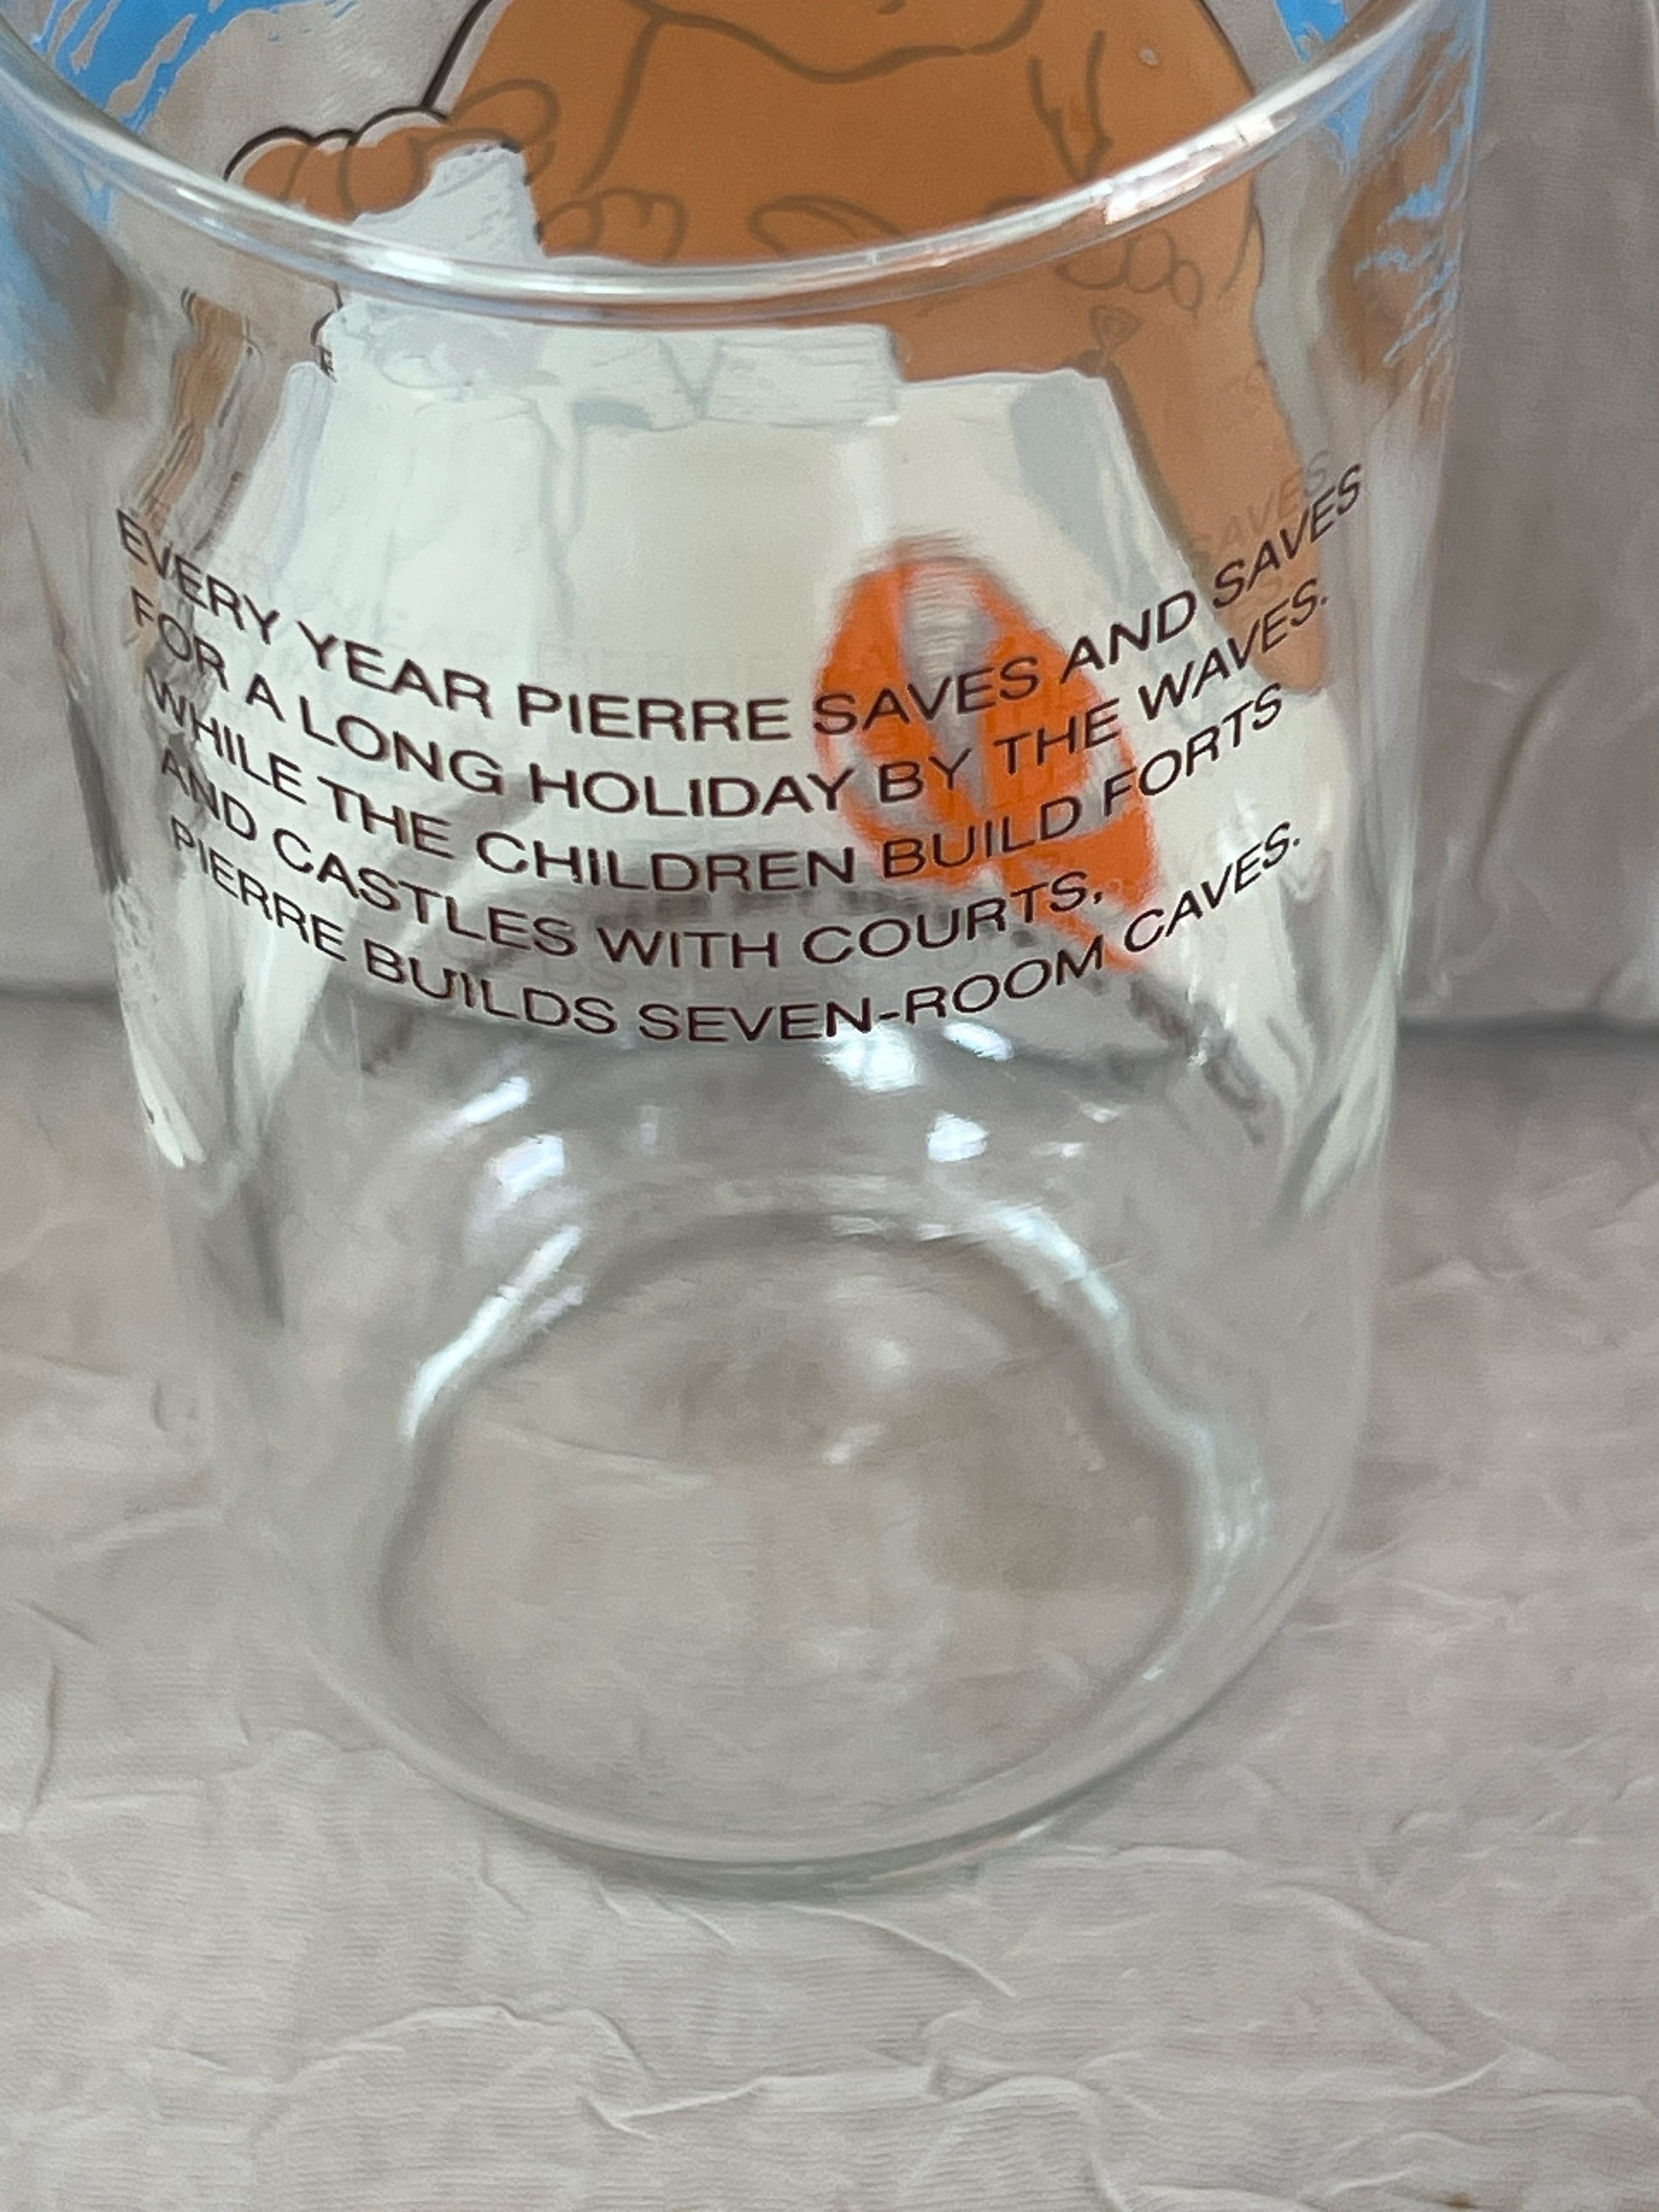 EVERY YEAR PIERRE SAVES AND SAVES
FOR A LONG HOLIDAY BY THE WAVES.
WHILE THE CHILDREN BUILD FORTS
AND CASTLES WITH COURTS,
PIERRE BUILDS SEVEN-ROOM CAVES.